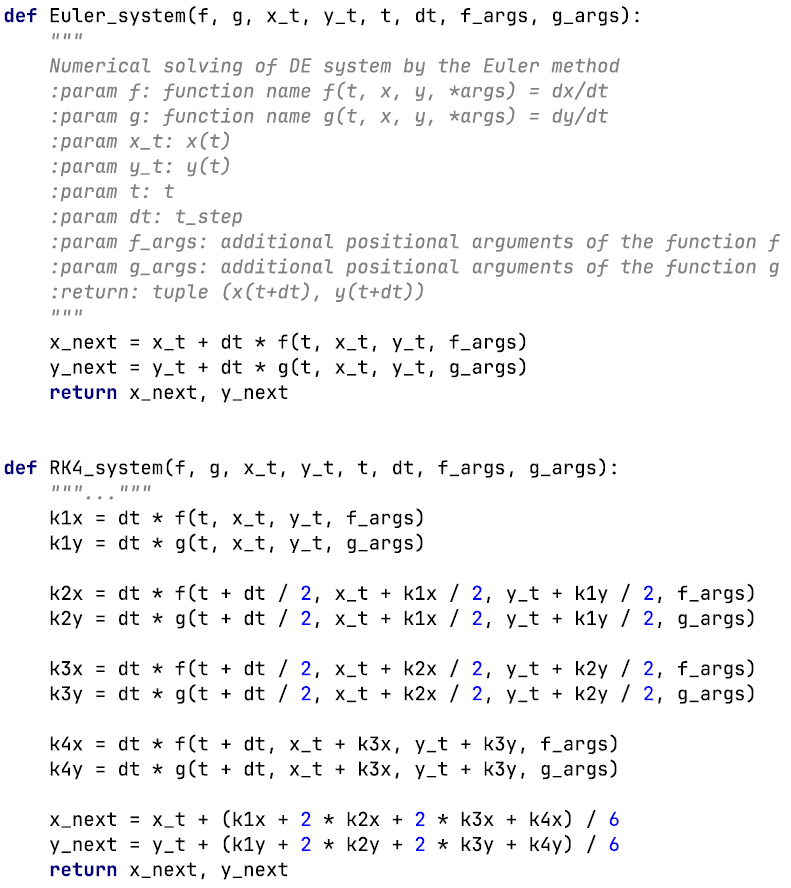 def Euler_system(f, g, x_t, y_t, t, dt, f_args, g_args):
    """
    Numerical solving of DE system by the Euler method
    :param f: function name f(t, x, y, *args) = dx/dt
    :param g: function name g(t, x, y, *args) = dy/dt
    :param x_t: x(t)
    :param y_t: y(t)
    :param t: t
    :param dt: t_step
    :param f_args: additional positional arguments of the function f
    :param g_args: additional positional arguments of the function g
    :return: tuple (x(t+dt), y(t+dt))
    """
    x_next = x_t + dt * f(t, x_t, y_t, f_args)
    y_next = y_t + dt * g(t, x_t, y_t, g_args)
    return x_next, y_next
def RK4_system(f, g, x_t, y_t, t, dt, f_args, g_args):
    """..."""
    k1x = dt * f(t, x_t, y_t, f_args)
    k1y = dt * g(t, x_t, y_t, g_args)
    k2x = dt * f(t + dt / 2, x_t + k1x / 2, y_t + k1y / 2, f_args)
    k2y = dt * g(t + dt / 2, x_t + k1x / 2, y_t + k1y / 2, g_args)
    k3x = dt * f(t + dt / 2, x_t + k2x / 2, y_t + k2y / 2, f_args)
    k3y = dt * g(t + dt / 2, x_t + k2x / 2, y_t + k2y / 2, g_args)
    k4x = dt * f(t + dt, x_t + k3x, y_t + k3y, f_args)
    k4y = dt * g(t + dt, x_t + k3x, y_t + k3y, g_args)
    x_next = x_t + (k1x + 2 * k2x + 2 * k3x + k4x) / 6
    y_next = y_t + (k1y + 2 * k2y + 2 * k3y + k4y) / 6
    return x_next, y_next